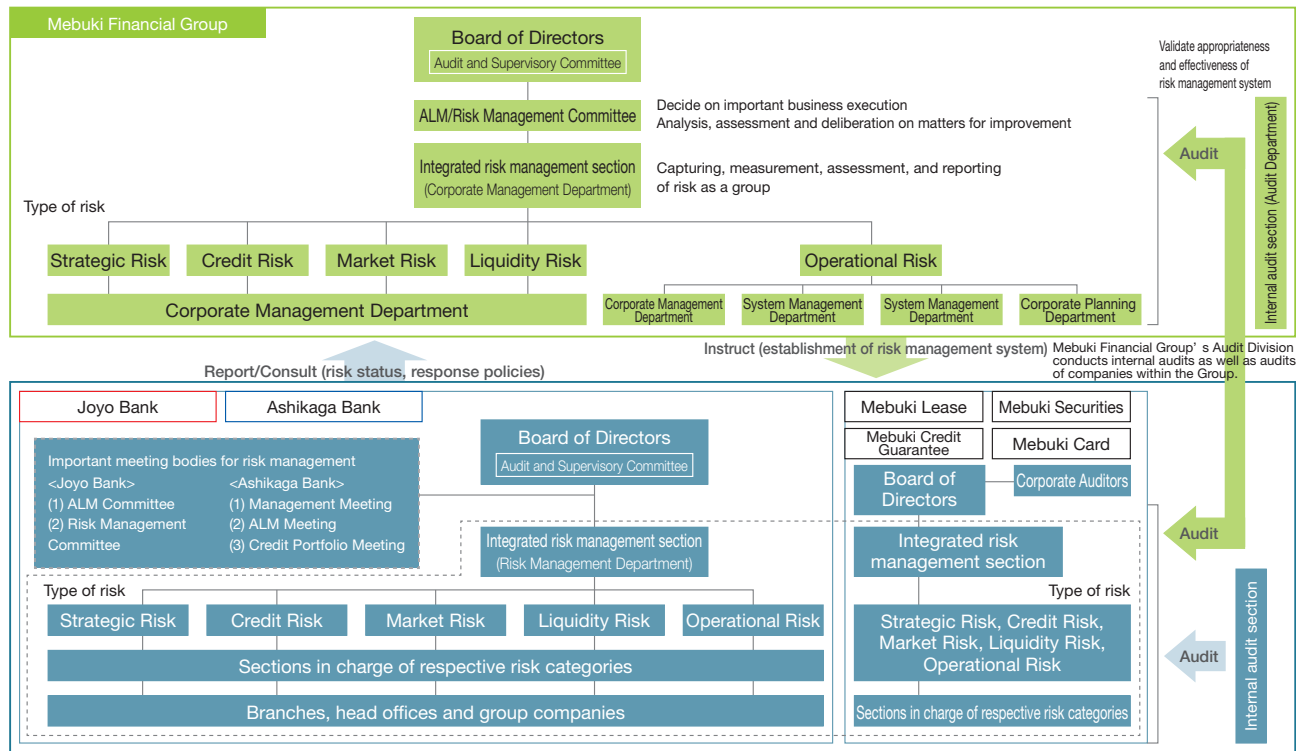 Mebuki Financial Group
Board of Directors
Audit and Supervisory Committee
Validate appropriateness
and effectiveness of
risk management system
ALM/Risk Management Committee
Decide on important business execution
Analysis, assessment and deliberation on matters for improvement
Integrated risk management section
(Corporate Management Department)
Capturing, measurement, assessment, and reporting
of risk as a group
Audit
Internal audit section (Audit Department)
Type of risk
Strategic Risk
Credit Risk
Market Risk
Liquidity Risk
Operational Risk
Corporate Management Department
Corporate Management
Department
System Management
Department
System Management
Department
Corporate Planning
Department
Instruct (establishment of risk management system)
Mebuki Financial Group's Audit Division
conducts internal audits as well as audits
of companies within the Group.
Report/Consult (risk status, response policies)
Joyo Bank
Ashikaga Bank
Board of Directors
Audit and Supervisory Committee
Important meeting bodies for risk management
<Joyo Bank>
(1) ALM Committee
(2) Risk Management
Committee
<Ashikaga Bank>
(1) Management Meeting
(2) ALM Meeting
(3) Credit Portfolio Meeting
Integrated risk management section
(Risk Management Department)
Type of risk
Strategic Risk
Credit Risk
Market Risk
Liquidity Risk
Operational Risk
Sections in charge of respective risk categories
Branches, head offices and group companies
Mebuki Lease
Mebuki Securities
Mebuki Credit
Guarantee
Mebuki Card
Board of
Directors
Corporate Auditors
Integrated risk
management section
Type of risk
Strategic Risk, Credit Risk,
Market Risk, Liquidity Risk,
Operational Risk
Sections in charge of respective risk categories
Audit
Audit
Internal audit section